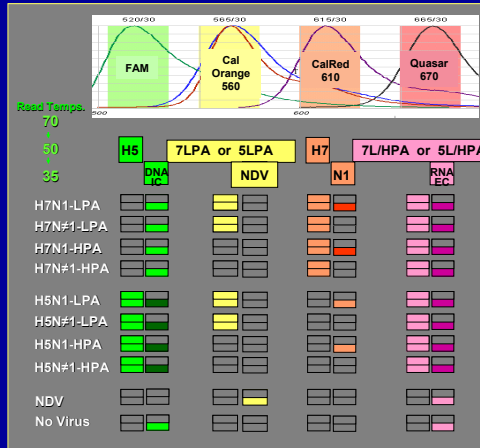 520/30 565/30 615/30 665/30
FAM
Cal
Orange
560
CalRed
610
Quasar
670
500 600
Read Temps.
70
50
35
H5 7LPA or 5LPA H7 7L/HPA or 5L/HPA
DNA
IC
NDV N1
RNA
EC
H7N1-LPA
H7N≠1-LPA
H7N1-HPA
H7N≠1-HPA
H5N1-LPA
H5N≠1-LPA
H5N1-HPA
H5N≠1-HPA
NDV
No Virus